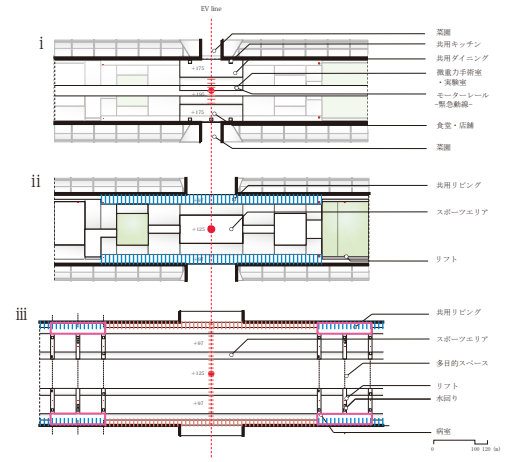 EV line
i
菜園
共用キッチン
+175
共用ダイニング
微重力手術室
・実験室
モーターレール
-緊急動線-
+175
食堂・店舗
菜園
ii
共用リビング
スポーツエリア
+125
リフト
iii
共用リビング
+97
スポーツエリア
+125
多目的スペース
リフト
+97
水回り
病室
0 100 120 (m)